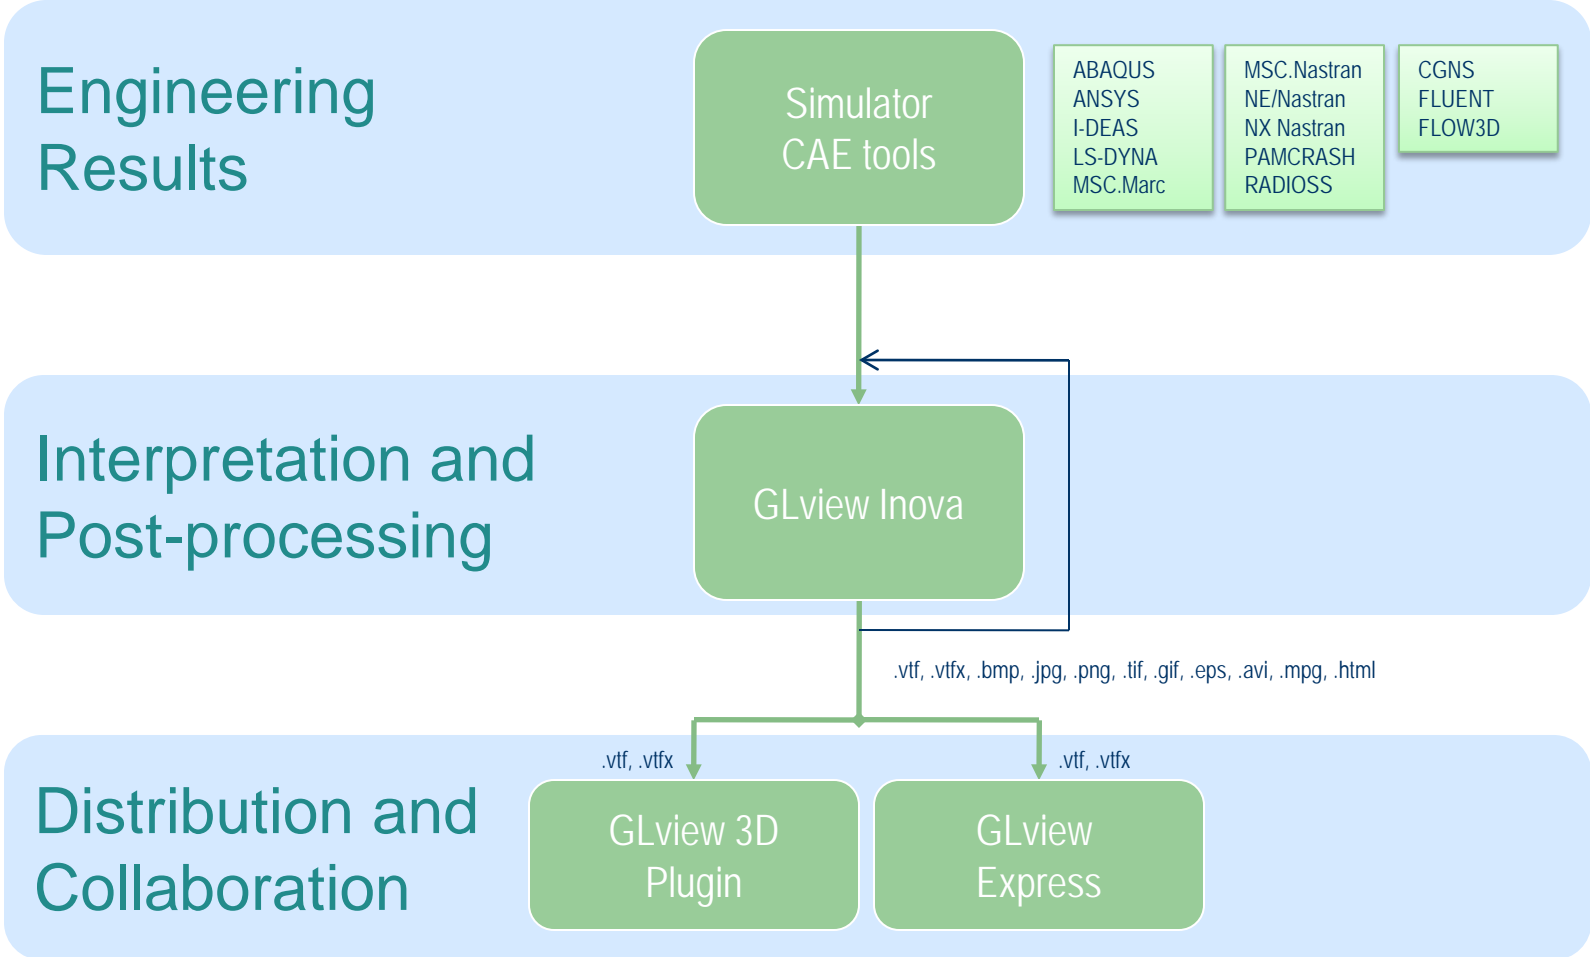 Engineering
Results
Simulator
CAE tools
ABAQUS
ANSYS
I-DEAS
LS-DYNA
MSC.Marc
MSC.Nastran
NE/Nastran
NX Nastran
PAMCRASH
RADIOSS
CGNS
FLUENT
FLOW3D
Interpretation and
Post-processing
GLview Inova
.vtf, .vtfx, .bmp, .jpg, .png, .tif, .gif, .eps, .avi, .mpg, .html
Distribution and
Collaboration
.vtf, .vtfx
GLview 3D
Plugin
.vtf, .vtfx
GLview
Express